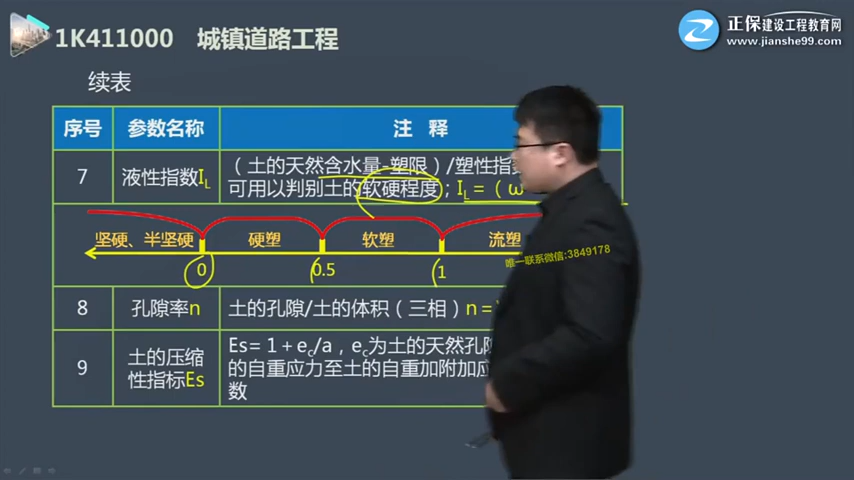 1K411000 城镇道路工程
正保建设工程教育网
www.jianshe99.com
续表
序号 参数名称 注 释
7 液性指数IL （土的天然含水量-塑限）/塑性指
可用以判别土的软硬程度；IL =（ω
坚硬、半坚硬 硬塑 软塑 流塑
0 0.5 1
唯一联系微信:3849178
8 孔隙率n 土的孔隙/土的体积（三相）n =
9 土的压缩性指标Es Es= 1＋ec/a，ec为土的天然孔
的自重应力至土的自重加附加应
数